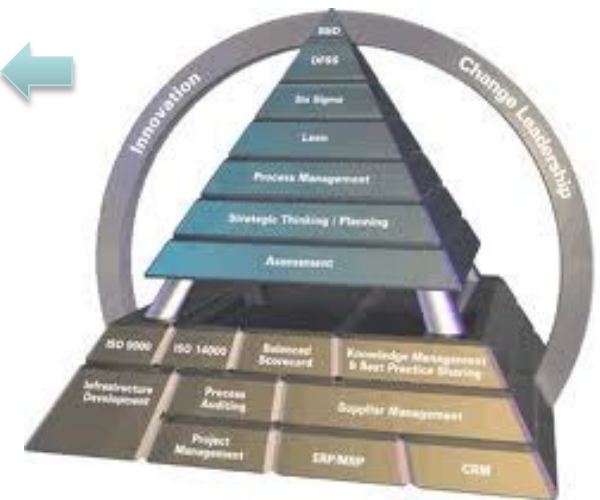 Innovation
Change Leadership
DFSS
Six Sigma
Lean
Process Management
Strategic Thinking / Planning
Assessment
ISO 9000
ISO 14000
Balanced
Scorecard
Knowledge Management
& Best Practice Sharing
Infrastructure
Development
Process
Auditing
Supplier Management
Project
Management
ERP/MRP
CRM